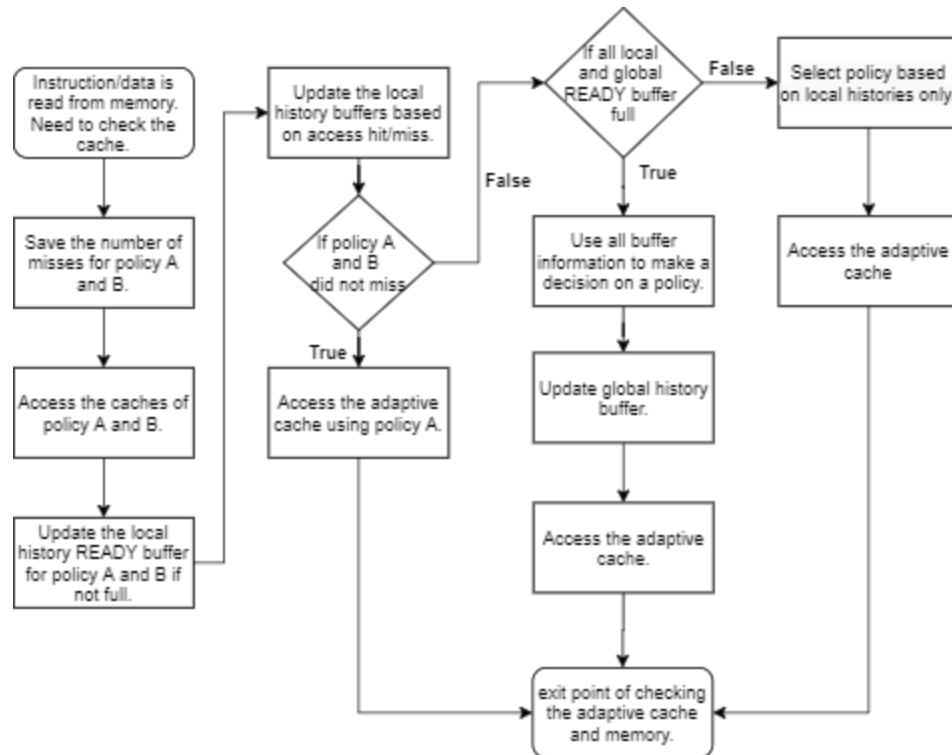 Instruction/data is
read from memory.
Need to check the
cache.
Save the number of
misses for policy A
and B.
Access the caches of
policy A and B.
Update the local
history READY buffer
for policy A and B if
not full.
Update the local
history buffers based
on access hit/miss.
If policy A
and B
did not miss
True
False
Access the adaptive
cache using policy A.
If all local
and global
READY buffer
full
False
True
Use all buffer
information to make a
decision on a policy.
Update global history
buffer.
Access the adaptive
cache.
Select policy based
on local histories only
Access the adaptive
cache
exit point of checking
the adaptive cache
and memory.